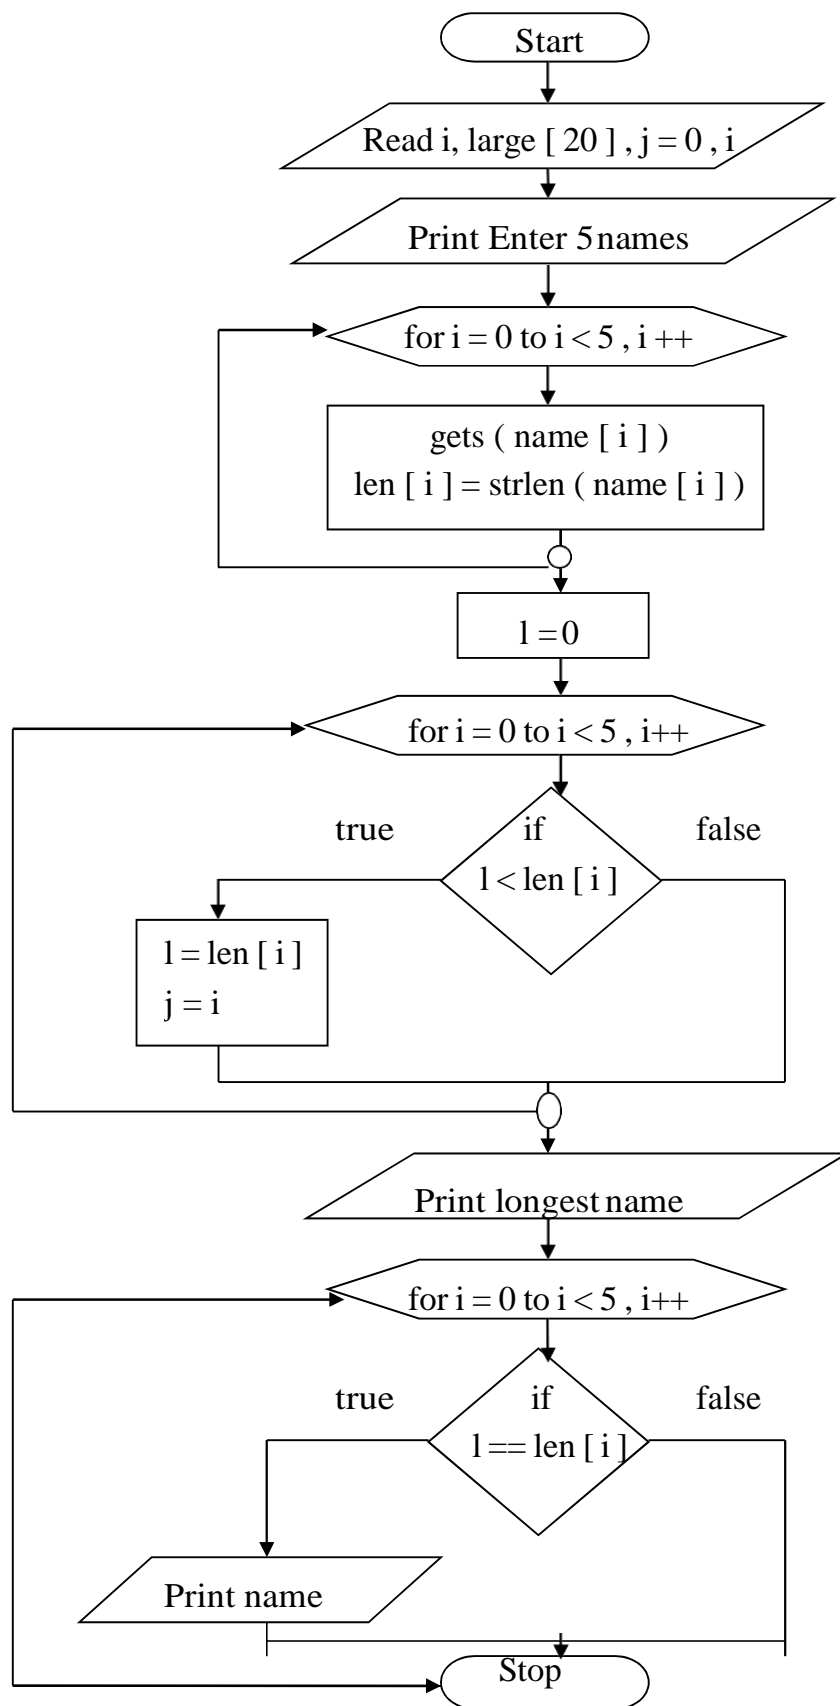 Start
Read i, large [ 20 ] , j = 0 , i
Print Enter 5 names
for i = 0 to i < 5 , i ++
gets ( name [ i ] )
len [ i ] = strlen ( name [ i ] )
l = 0
for i = 0 to i < 5 , i++
true
if
false
l < len [ i ]
l = len [ i ]
j = i
Print longest name
for i = 0 to i < 5 , i++
true
if
false
l == len [ i ]
Print name
Stop